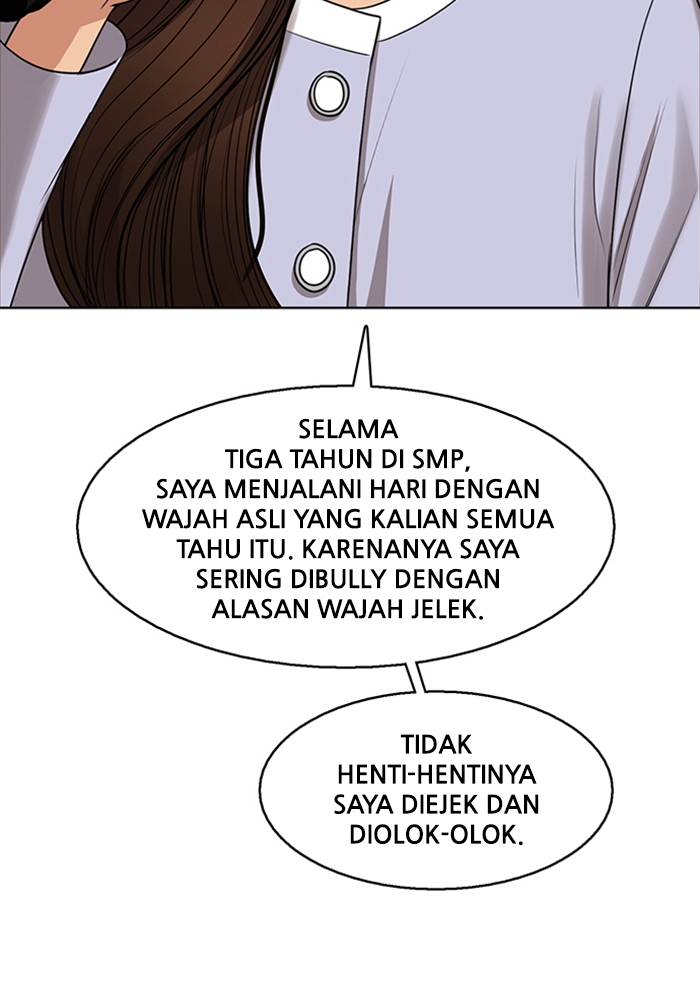 SELAMA
TIGA TAHUN DI SMP,
SAYA MENJALANI HARI DENGAN
WAJAH ASLI YANG KALIAN SEMUA
TAHU ITU. KARENANYA SAYA
SERING DIBULLY DENGAN
ALASAN WAJAH JELEK.
TIDAK
HENTI-HENTINYA
SAYA DIEJEK DAN
DIOLOK-OLOK.